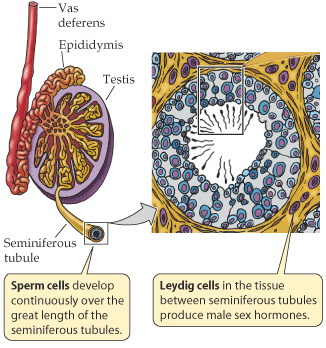 Vas
deferens
Epididymis
Testis
Seminiferous
tubule
Sperm cells develop
continuously over the
great length of the
seminiferous tubules.
Leydig cells in the tissue
between seminiferous tubules
produce male sex hormones.